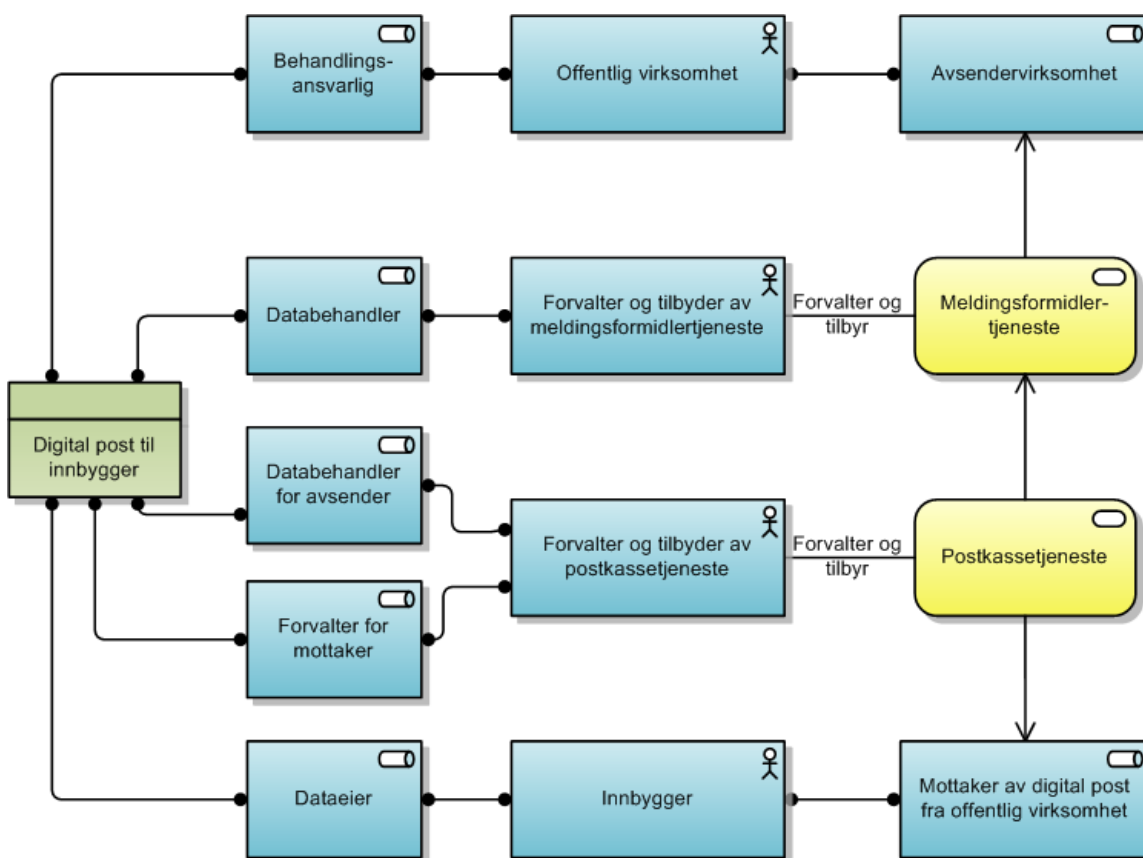 Behandlings-
ansvarlig
Offentlig virksomhet
Avsendervirksomhet
Databehandler
Forvalter og tilbyder av
meldingsformidlertjeneste
Forvalter og
tilbyr
Meldingsformidler-
tjeneste
Digital post til
innbygger
Databehandler
for avsender
Forvalter og tilbyder av
postkassetjeneste
Forvalter og
tilbyr
Postkassetjeneste
Forvalter for
mottaker
Dataeier
Innbygger
Mottaker av digital post
fra offentlig virksomhet